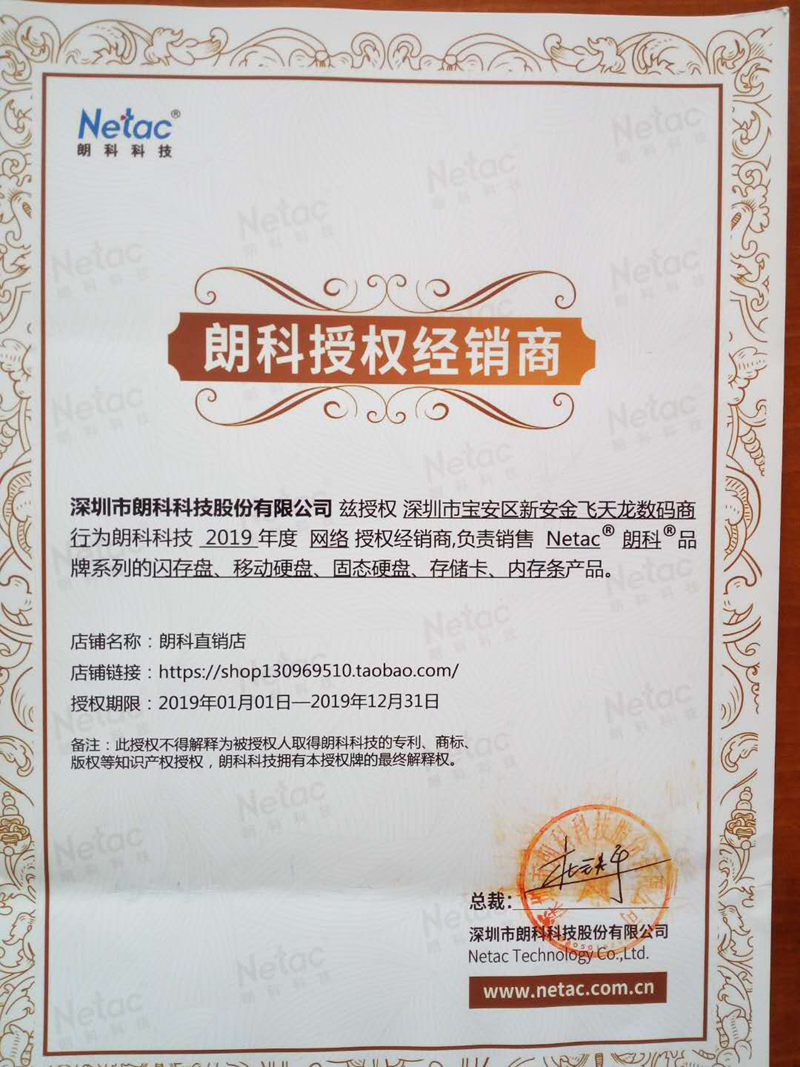 Netac®
朗科科技
朗科授权经销商
深圳市朗科科技股份有限公司 兹授权 深圳市宝安区新安金飞天龙数码商
行为朗科科技 2019 年度 网络 授权经销商,负责销售 Netac® 朗科®品
牌系列的闪存盘、移动硬盘、固态硬盘、存储卡、内存条产品。
店铺名称：朗科直销店
店铺链接：https://shop130969510.taobao.com/
授权期限：2019年01月01日—2019年12月31日
备注：此授权不得解释为被授权人取得朗科科技的专利、商标、
版权等知识产权授权，朗科科技拥有本授权牌的最终解释权。
总裁：
深圳市朗科科技股份有限公司
Netac Technology Co.,Ltd.
www.netac.com.cn